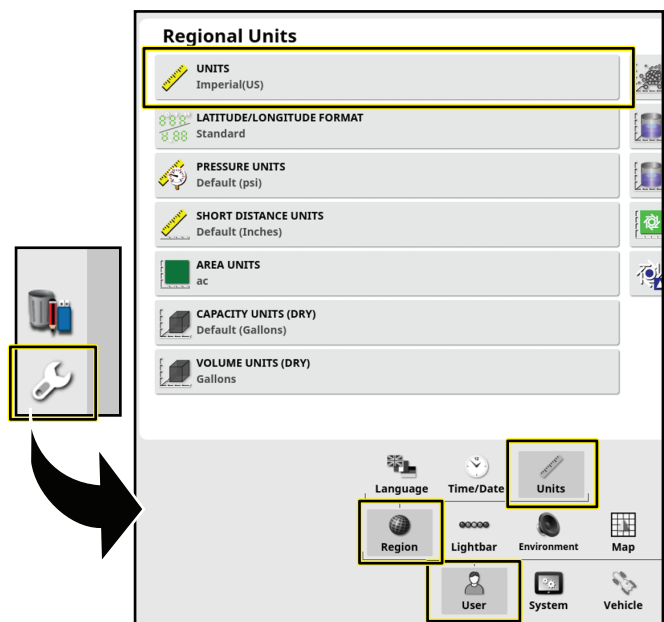 Regional Units
UNITS
Imperial(US)
LATITUDE/LONGITUDE FORMAT
Standard
PRESSURE UNITS
Default (psi)
SHORT DISTANCE UNITS
Default (Inches)
AREA UNITS
ac
CAPACITY UNITS (DRY)
Default (Gallons)
VOLUME UNITS (DRY)
Gallons
Language Time/Date Units
Region Lightbar Environment Map
User System Vehicle